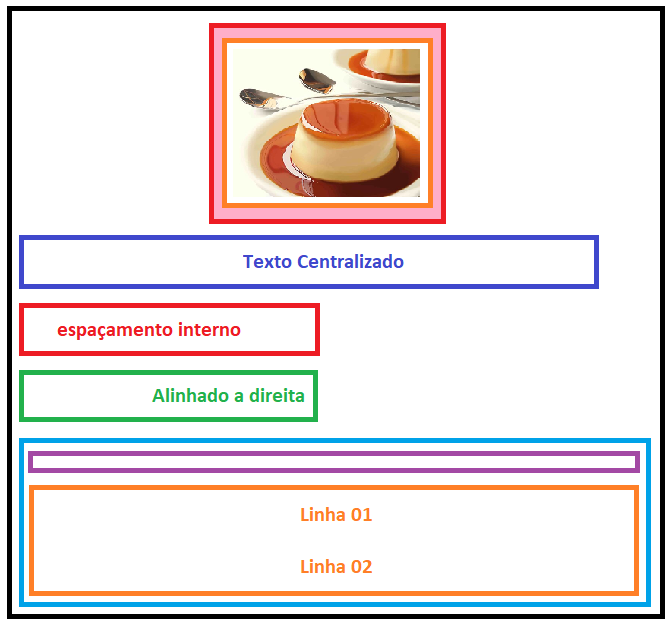 Texto Centralizado
espaçamento interno
Alinhado a direita
Linha 01
Linha 02